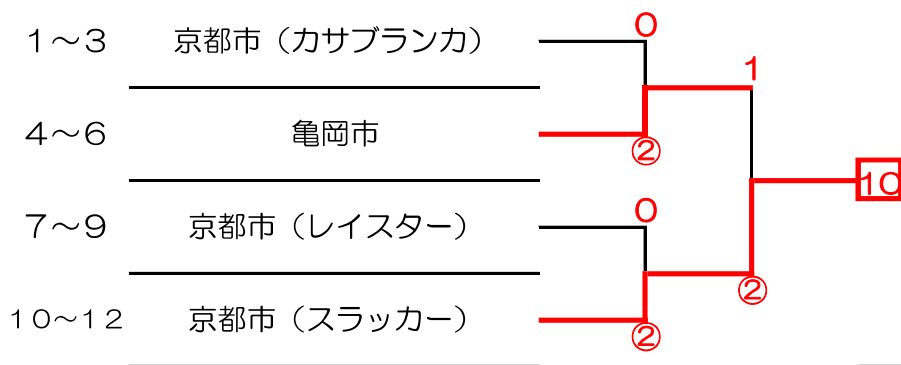 1～3 京都市（カサブランカ） 0
1
4～6 亀岡市 ②
10
7～9 京都市（レイスター） 0
②
10～12 京都市（スラッカー） ②